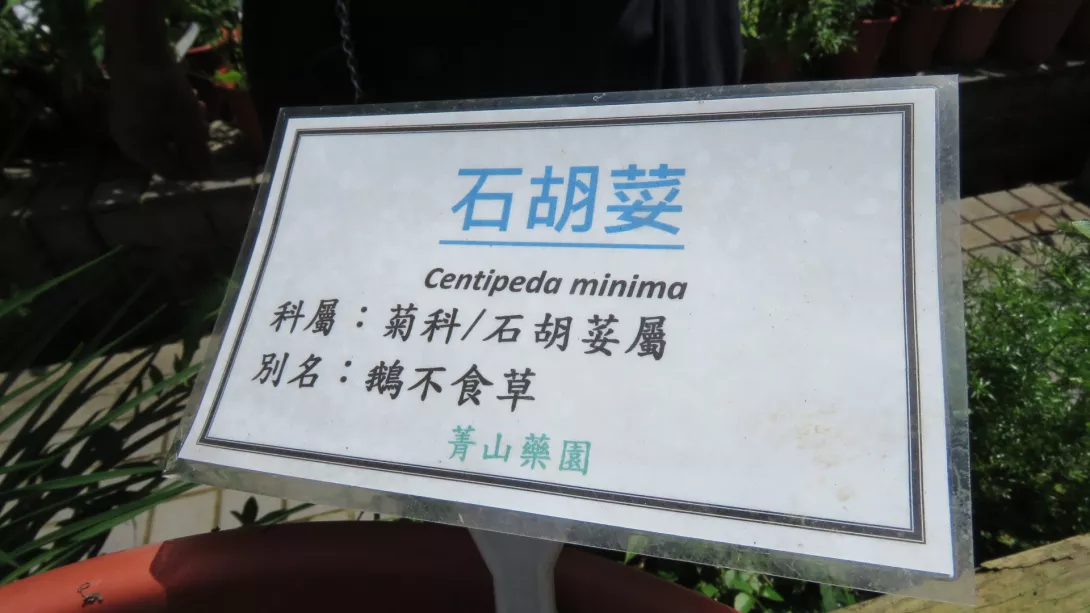 石胡荽
Centipeda minima
科屬：菊科/石胡荽屬
別名：鵝不食草
菁山藥園